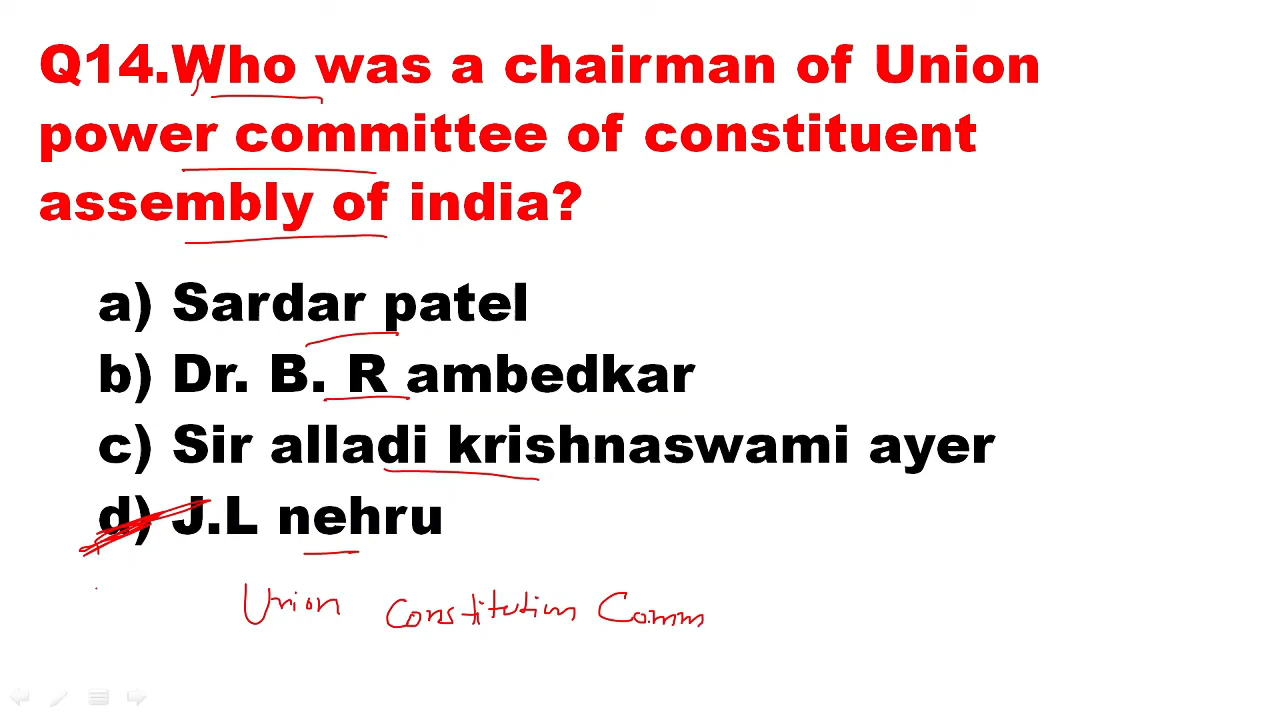 Q14.Who was a chairman of Union
power committee of constituent
assembly of india?
a) Sardar patel
b) Dr. B. R ambedkar
c) Sir alladi krishnaswami ayer
d) J.L nehru
Union Constitution Comm